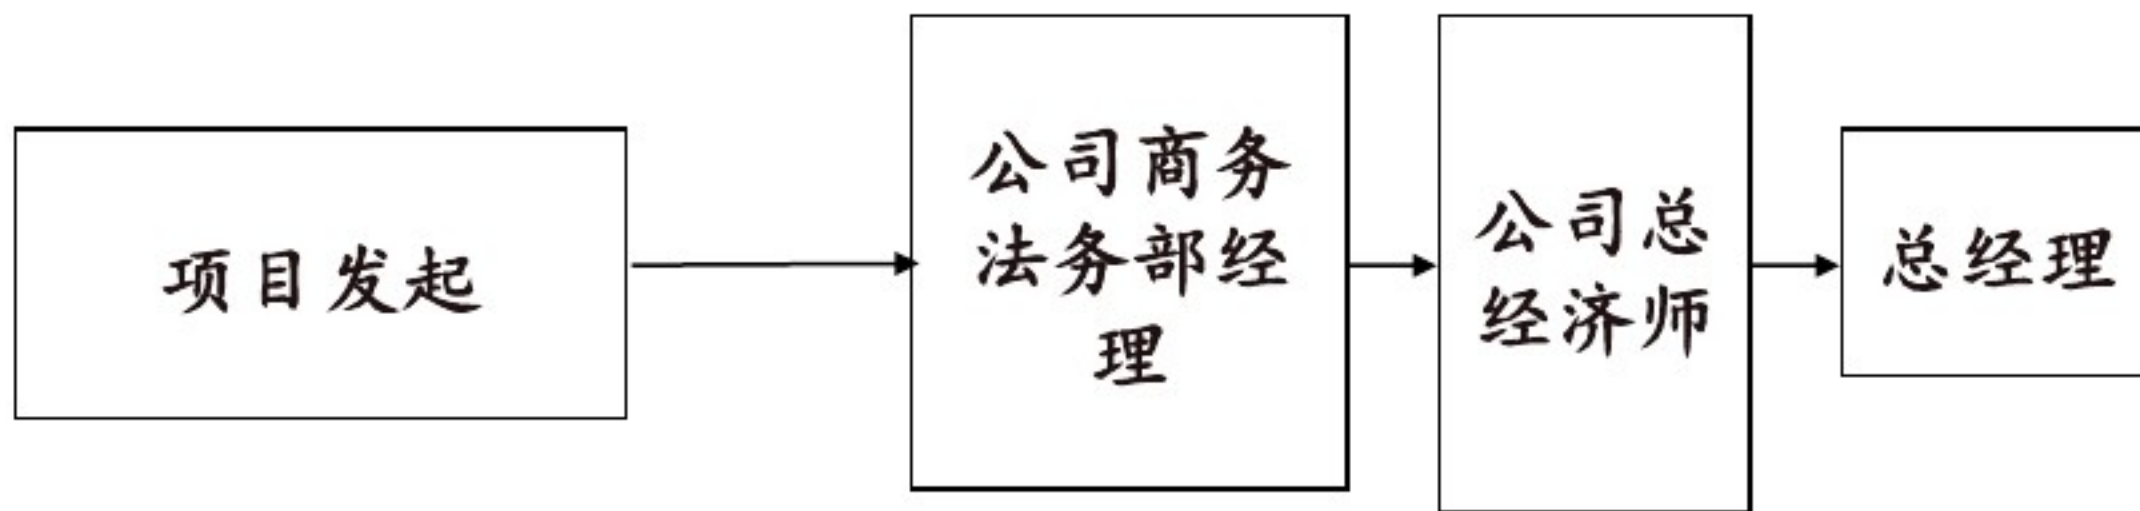 项目发起
公司商务
法务部经
理
公司总
经济师
总经理